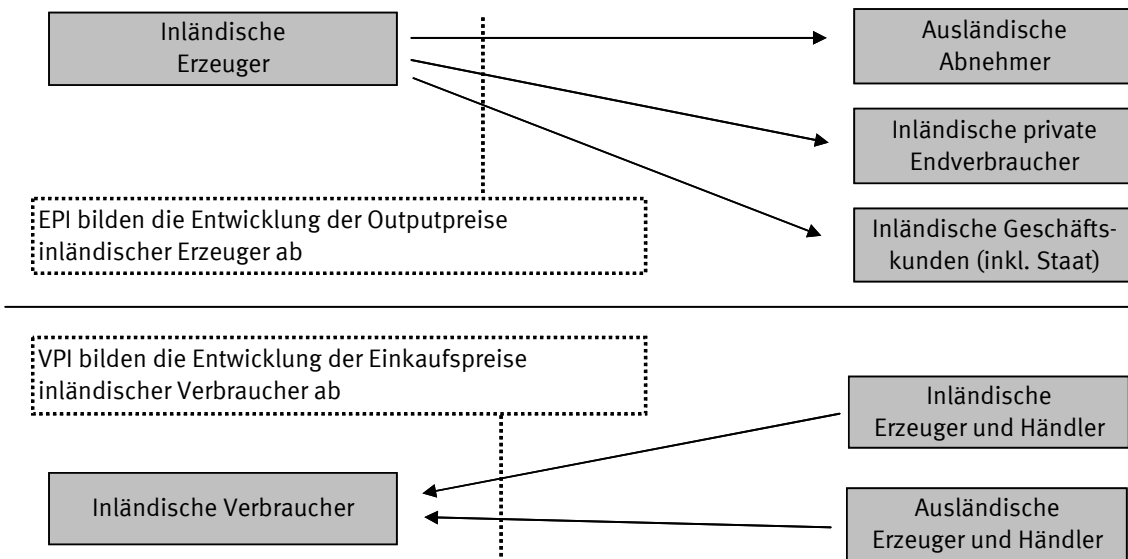 Inländische
Erzeuger
Ausländische
Abnehmer
Inländische private
Endverbraucher
Inländische Geschäfts-
kunden (inkl. Staat)
EPI bilden die Entwicklung der Outputpreise
inländischer Erzeuger ab
VPI bilden die Entwicklung der Einkaufspreise
inländischer Verbraucher ab
Inländische
Erzeuger und Händler
Inländische Verbraucher
Ausländische
Erzeuger und Händler